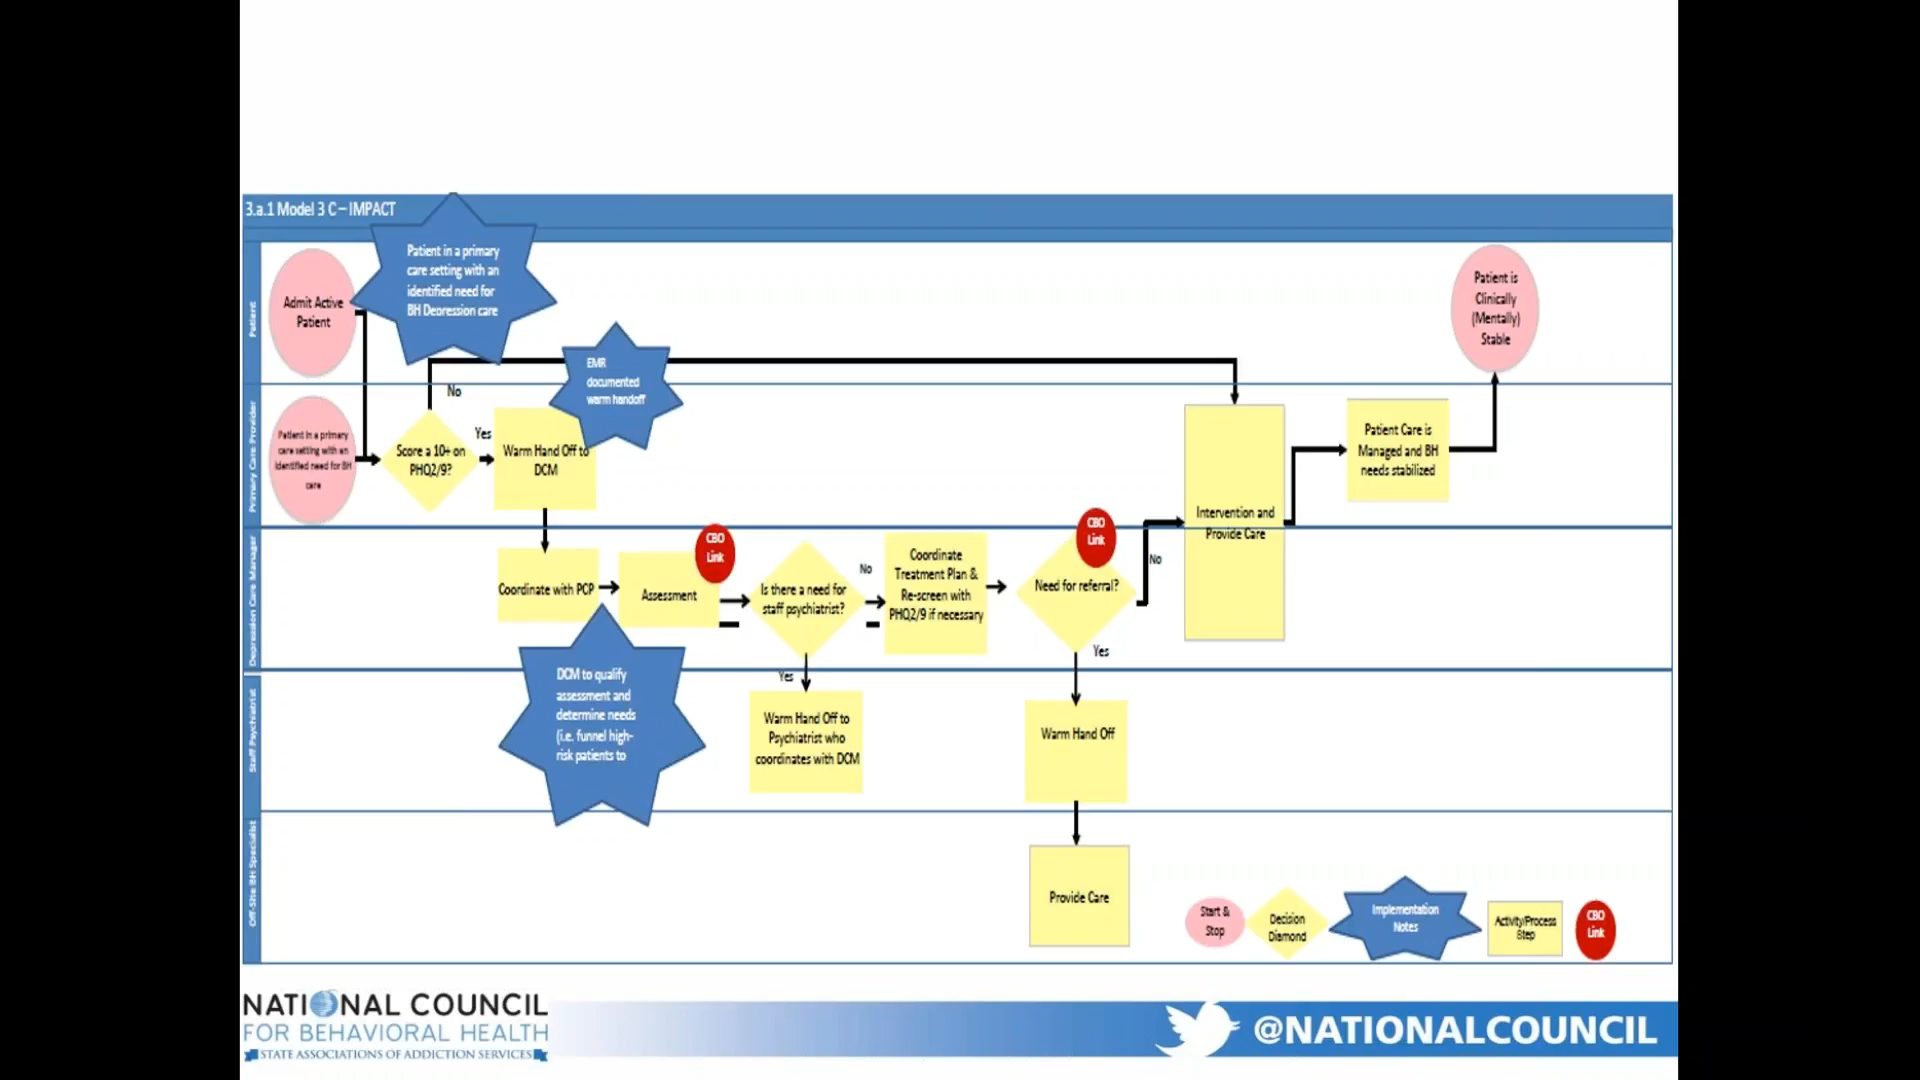 3.a.1 Model 3 C – IMPACT
Patient in a primary
care setting with an
identified need for
BH Depression care
Patient
Admit Active
Patient
EMR
documented
warm handoff
Patient is
Clinically
(Mentally)
Stable
Primary Care Provider
Patient in a primary
care setting with an
identified need for BH
care
No
Score a 10+ on
PHQ2/9?
Yes
Warm Hand Off to
DCM
Intervention and
Provide Care
Patient Care is
Managed and BH
needs stabilized
Depression Care Manager
Coordinate with PCP
Assessment
CBO
Link
Is there a need for
staff psychiatrist?
No
Coordinate
Treatment Plan &
Re-screen with
PHQ2/9 if necessary
Need for referral?
CBO
Link
No
Yes
Yes
Staff Psychiatrist
DCM to qualify
assessment and
determine needs
(i.e. funnel high-
risk patients to
Warm Hand Off to
Psychiatrist who
coordinates with DCM
Warm Hand Off
Off-Site BH Specialist
Provide Care
Start &
Stop
Decision
Diamond
Implementation
Notes
Activity/Process
Step
CBO
Link
NATIONAL COUNCIL
FOR BEHAVIORAL HEALTH
STATE ASSOCIATIONS OF ADDICTION SERVICES
@NATIONALCOUNCIL